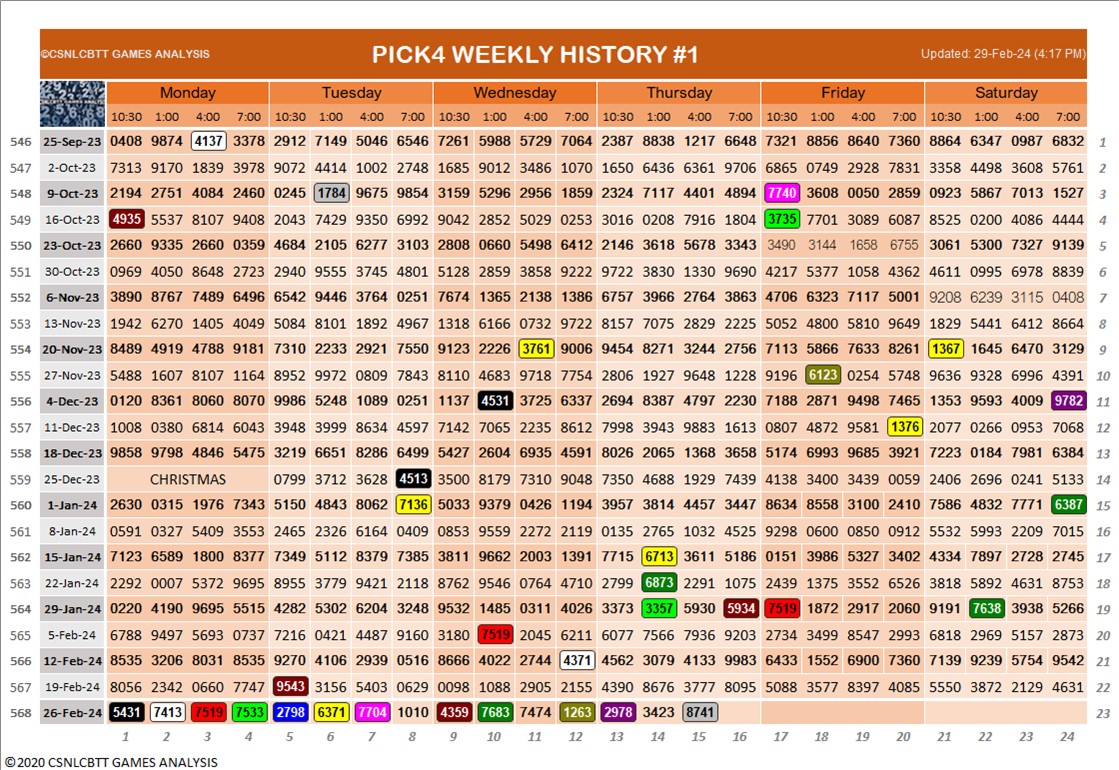 ©CSNLCBTT GAMES ANALYSIS PICK4 WEEKLY HISTORY #1 Updated: 29-Feb-24 (4:17 PM)
Monday Tuesday Wednesday Thursday Friday Saturday
10:30 1:00 4:00 7:00 10:30 1:00 4:00 7:00 10:30 1:00 4:00 7:00 10:30 1:00 4:00 7:00 10:30 1:00 4:00 7:00 10:30 1:00 4:00 7:00
546 25-Sep-23 0408 9874 4137 3378 2912 7149 5046 6546 7261 5988 5729 7064 2387 8838 1217 6648 7321 8856 8640 7360 8864 6347 0987 6832 1
547 2-Oct-23 7313 9170 1839 3978 9072 4414 1002 2748 1685 9012 3486 1070 1650 6436 6361 9706 6865 0749 2928 7831 3358 4498 3608 5761 2
548 9-Oct-23 2194 2751 4084 2460 0245 1784 9675 9854 3159 5296 2956 1859 2324 7117 4401 4894 7740 3608 0050 2859 0923 5867 7013 1527 3
549 16-Oct-23 4935 5537 8107 9408 2043 7429 9350 6992 9042 2852 5029 0253 3016 0208 7916 1804 3735 7701 3089 6087 8525 0200 4086 4444 4
550 23-Oct-23 2660 9335 2660 0359 4684 2105 6277 3103 2808 0660 5498 6412 2146 3618 5678 3343 3490 3144 1658 6755 3061 5300 7327 9139 5
551 30-Oct-23 0969 4050 8648 2723 2940 9555 3745 4801 5128 2859 3858 9222 9722 3830 1330 9690 4217 5377 1058 4362 4611 0995 6978 8839 6
552 6-Nov-23 3890 8767 7489 6496 6542 9446 3764 0251 7674 1365 2138 1386 6757 3966 2764 3863 4706 6323 7117 5001 9208 6239 3115 0408 7
553 13-Nov-23 1942 6270 1405 4049 5084 8101 1892 4967 1318 6166 0732 9722 8157 7075 2829 2225 5052 4800 5810 9649 1829 5441 6412 8664 8
554 20-Nov-23 8489 4919 4788 9181 7310 2233 2921 7550 9123 2226 3761 9006 9454 8271 3244 2756 7113 5866 7633 8261 1367 1645 6470 3129 9
555 27-Nov-23 5488 1607 8107 1164 8952 9972 0809 7843 8110 4683 9718 7754 2806 1927 9648 1228 9196 6123 0254 5748 9636 9328 6996 4391 10
556 4-Dec-23 0120 8361 8060 8070 9986 5248 1089 0251 1137 4531 3725 6337 2694 8387 4797 2230 7188 2871 9498 7465 1353 9593 4009 9782 11
557 11-Dec-23 1008 0380 6814 6043 3948 3999 8634 4597 7142 7065 2235 8612 7998 3943 9883 1613 0807 4872 9581 1376 2077 0266 0953 7068 12
558 18-Dec-23 9858 9798 4846 5475 3219 6651 8286 6499 5427 2604 6935 4591 8026 2065 1368 3658 5174 6993 9685 3921 7223 0184 7981 6384 13
559 25-Dec-23 CHRISTMAS 0799 3712 3628 4513 3500 8179 7310 9048 7350 4688 1929 7439 4138 3400 3439 0059 2406 2696 0241 5133 14
560 1-Jan-24 2630 0315 1976 7343 5150 4843 8062 7136 5033 9379 0426 1194 3957 3814 4457 3447 8634 8558 3100 2410 7586 4832 7771 6387 15
561 8-Jan-24 0591 0327 5409 3553 2465 2326 6164 0409 0853 9559 2272 2119 0135 2765 1032 4525 9298 0600 0850 0912 5532 5993 2209 7015 16
562 15-Jan-24 7123 6589 1800 8377 7349 5112 8379 7385 3811 9662 2003 1391 7715 6713 3611 5186 0151 3986 5327 3402 4334 7897 2728 2745 17
563 22-Jan-24 2292 0007 5372 9695 8955 3779 9421 2118 8762 9546 0764 4710 2799 6873 2291 1075 2439 1375 3552 6526 3818 5892 4631 8753 18
564 29-Jan-24 0220 4190 9695 5515 4282 5302 6204 3248 9532 1485 0311 4026 3373 3357 5930 5934 7519 1872 2917 2060 9191 7638 3938 5266 19
565 5-Feb-24 6788 9497 5693 0737 7216 0421 4487 9160 3180 7519 2045 6211 6077 7566 7936 9203 2734 3499 8547 2993 6818 2969 5157 2873 20
566 12-Feb-24 8535 3206 8031 8535 9270 4106 2939 0516 8666 4022 2744 4371 4562 3079 4133 9983 6433 1552 6900 7360 7139 9239 5754 9542 21
567 19-Feb-24 8056 2342 0660 7747 9543 3156 5403 0629 0098 1088 2905 2155 4390 8676 3777 8095 5088 3577 8397 4085 5550 3872 2129 4631 22
568 26-Feb-24 5431 7413 7519 7533 2798 6371 7704 1010 4359 7683 7474 1263 2978 3423 8741 23
1 2 3 4 5 6 7 8 9 10 11 12 13 14 15 16 17 18 19 20 21 22 23 24
©2020 CSNLCBTT GAMES ANALYSIS